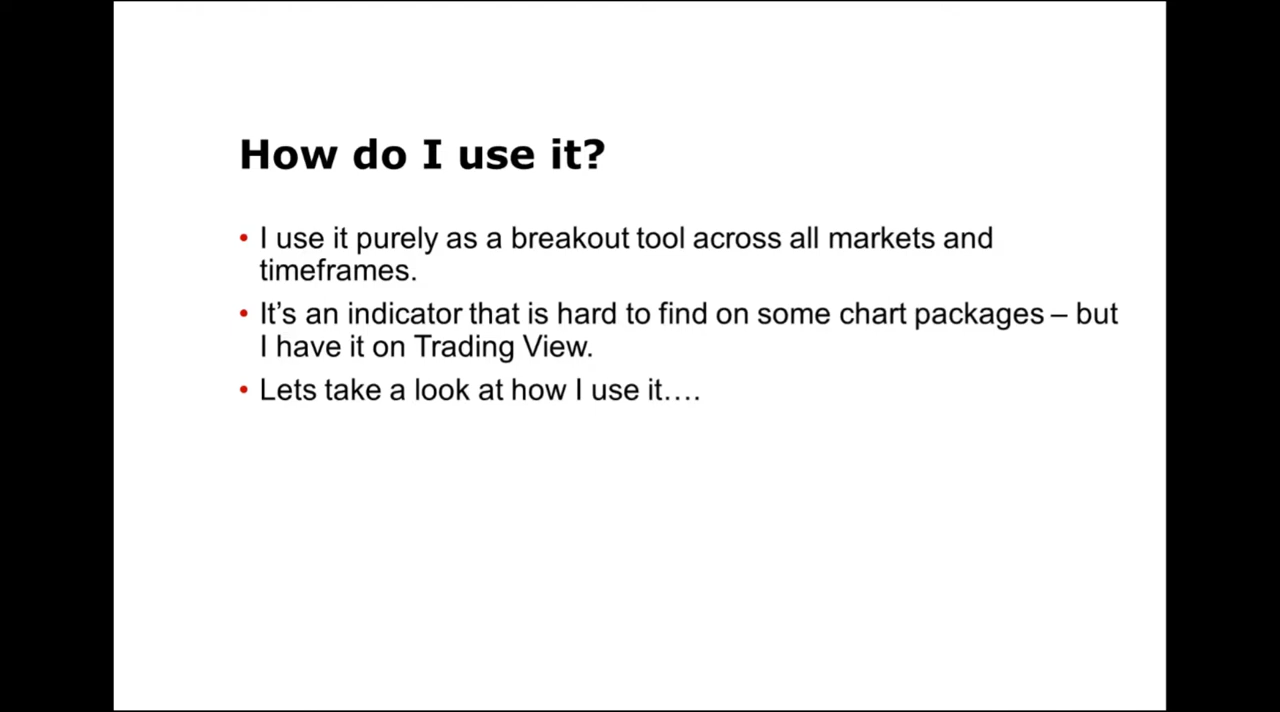 How do I use it?
• I use it purely as a breakout tool across all markets and
timeframes.
• It’s an indicator that is hard to find on some chart packages – but
I have it on Trading View.
• Lets take a look at how I use it….